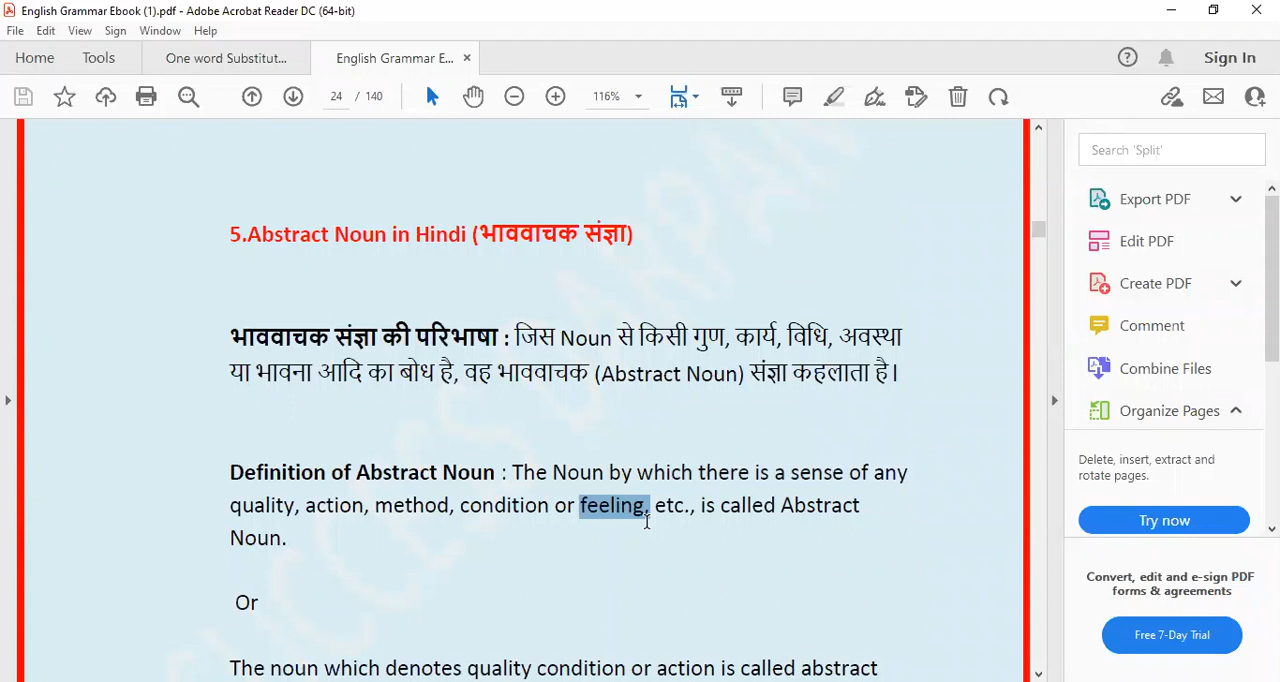 English Grammar Ebook (1).pdf - Adobe Acrobat Reader DC (64-bit)
File Edit View Sign Window Help
Home Tools One word Substitut... English Grammar E... × Sign In
24 / 140 116%
Search 'Split'
Export PDF
Edit PDF
Create PDF
Comment
Combine Files
Organize Pages
Delete, insert, extract and
rotate pages.
Try now
Convert, edit and e-sign PDF
forms & agreements
Free 7-Day Trial
5.Abstract Noun in Hindi (भाववाचक संज्ञा)
भाववाचक संज्ञा की परिभाषा : जिस Noun से किसी गुण, कार्य, विधि, अवस्था
या भावना आदि का बोध है, वह भाववाचक (Abstract Noun) संज्ञा कहलाता है।
Definition of Abstract Noun : The Noun by which there is a sense of any
quality, action, method, condition or feeling, etc., is called Abstract
Noun.
Or
The noun which denotes quality condition or action is called abstract